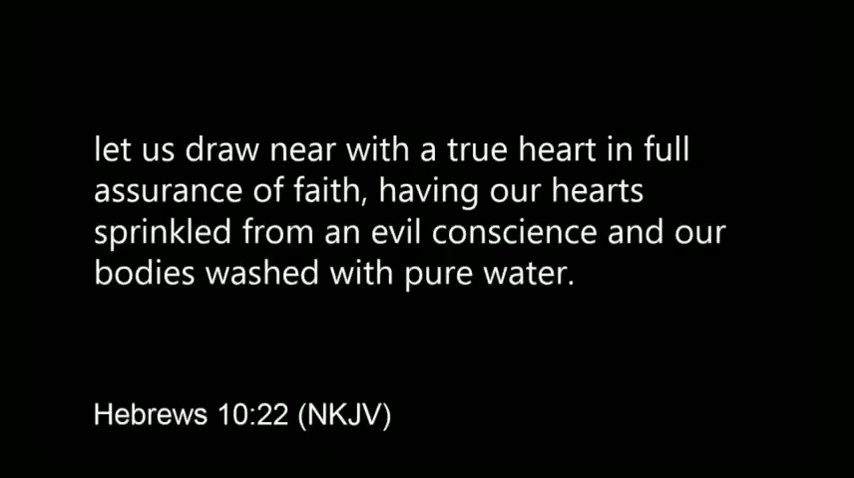 let us draw near with a true heart in full
assurance of faith, having our hearts
sprinkled from an evil conscience and our
bodies washed with pure water.
Hebrews 10:22 (NKJV)